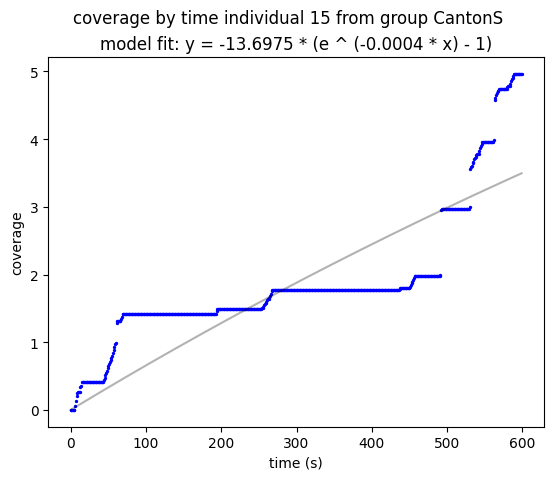 coverage by time individual 15 from group CantonS
model fit: y = -13.6975 * (e ^ (-0.0004 * x) - 1)
5
4
3
2
1
0
coverage
0 100 200 300 400 500 600
time (s)